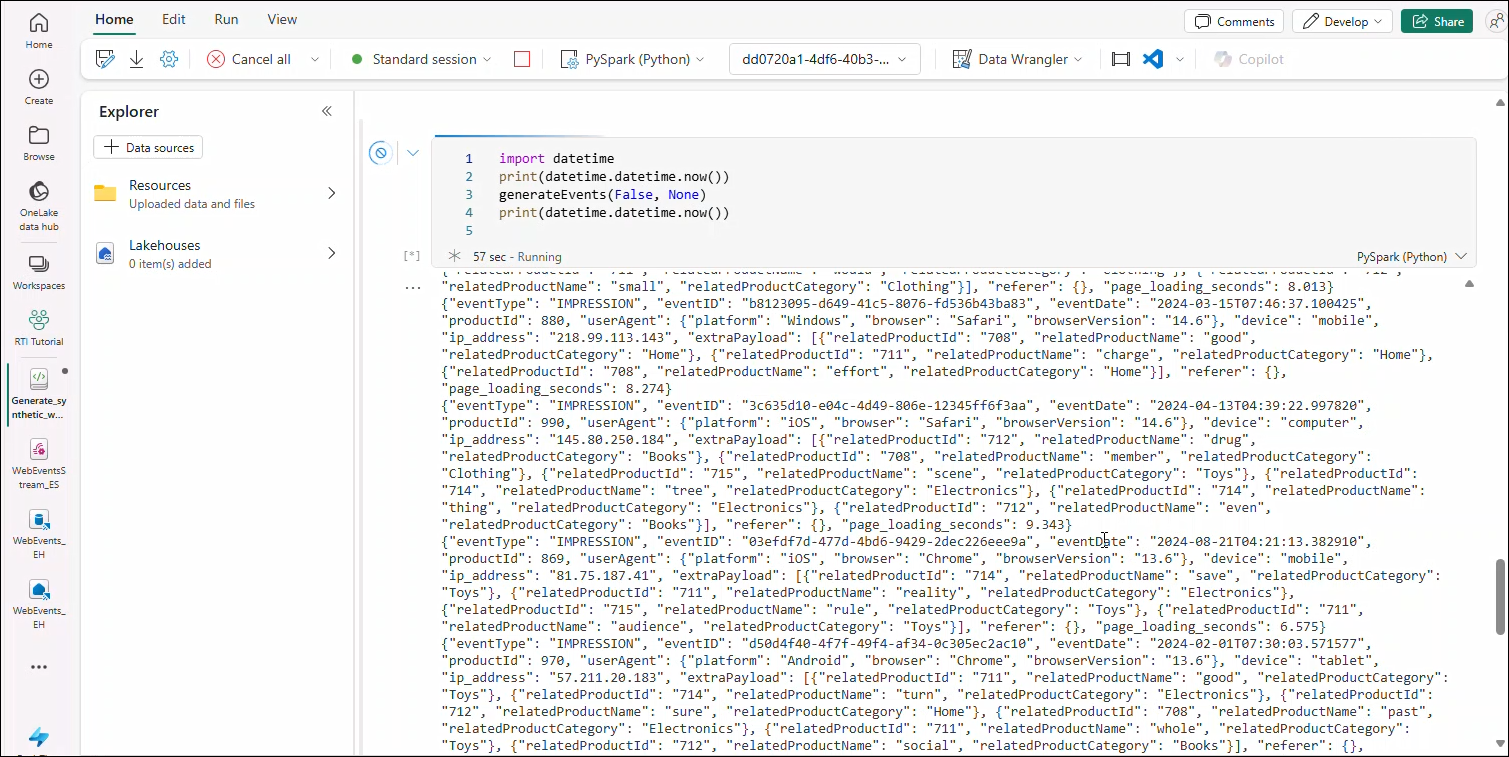 Home Edit Run View Comments Develop Share
Cancel all Standard session PySpark (Python) dd0720a1-4df6-40b3-... Data Wrangler Copilot
Home
Create
Browse
OneLake
data hub
Workspaces
RTI Tutorial
Generate_sy
nthetic_w...
WebEventsS
tream_ES
WebEvents_
EH
WebEvents_
EH
...
Explorer
+ Data sources
Resources
Uploaded data and files
Lakehouses
0 item(s) added
1 import datetime
2 print(datetime.datetime.now())
3 generateEvents(False, None)
4 print(datetime.datetime.now())
5
[*] 57 sec - Running PySpark (Python)
...
"relatedProductName": "small", "relatedProductCategory": "Clothing"}], "referer": {}, "page_loading_seconds": 8.013}
{"eventType": "IMPRESSION", "eventID": "b8123095-d649-41c5-8076-fd536b43ba83", "eventDate": "2024-03-15T07:46:37.100425",
"productId": 880, "userAgent": {"platform": "Windows", "browser": "Safari", "browserVersion": "14.6"}, "device": "mobile",
"ip_address": "218.99.113.143", "extraPayload": [{"relatedProductId": "708", "relatedProductName": "good",
"relatedProductCategory": "Home"}, {"relatedProductId": "711", "relatedProductName": "charge", "relatedProductCategory": "Home"},
{"relatedProductId": "708", "relatedProductName": "effort", "relatedProductCategory": "Home"}], "referer": {},
"page_loading_seconds": 8.274}
{"eventType": "IMPRESSION", "eventID": "3c635d10-e04c-4d49-806e-12345ff6f3aa", "eventDate": "2024-04-13T04:39:22.997820",
"productId": 990, "userAgent": {"platform": "iOS", "browser": "Safari", "browserVersion": "14.6"}, "device": "computer",
"ip_address": "145.80.250.184", "extraPayload": [{"relatedProductId": "712", "relatedProductName": "drug",
"relatedProductCategory": "Books"}, {"relatedProductId": "708", "relatedProductName": "member", "relatedProductCategory":
"Clothing"}, {"relatedProductId": "715", "relatedProductName": "scene", "relatedProductCategory": "Toys"}, {"relatedProductId":
"714", "relatedProductName": "tree", "relatedProductCategory": "Electronics"}, {"relatedProductId": "714", "relatedProductName":
"thing", "relatedProductCategory": "Electronics"}, {"relatedProductId": "712", "relatedProductName": "even",
"relatedProductCategory": "Books"}], "referer": {}, "page_loading_seconds": 9.343}
{"eventType": "IMPRESSION", "eventID": "03efdf7d-477d-4bd6-9429-2dec226eee9a", "eventDate": "2024-08-21T04:21:13.382910",
"productId": 869, "userAgent": {"platform": "iOS", "browser": "Chrome", "browserVersion": "13.6"}, "device": "mobile",
"ip_address": "81.75.187.41", "extraPayload": [{"relatedProductId": "714", "relatedProductName": "save", "relatedProductCategory":
"Toys"}, {"relatedProductId": "711", "relatedProductName": "reality", "relatedProductCategory": "Electronics"},
{"relatedProductId": "715", "relatedProductName": "rule", "relatedProductCategory": "Toys"}, {"relatedProductId": "711",
"relatedProductName": "audience", "relatedProductCategory": "Toys"}], "referer": {}, "page_loading_seconds": 6.575}
{"eventType": "IMPRESSION", "eventID": "d50d4f40-4f7f-49f4-af34-0c305ec2ac10", "eventDate": "2024-02-01T07:30:03.571577",
"productId": 970, "userAgent": {"platform": "Android", "browser": "Chrome", "browserVersion": "13.6"}, "device": "tablet",
"ip_address": "57.211.20.183", "extraPayload": [{"relatedProductId": "711", "relatedProductName": "good", "relatedProductCategory":
"Toys"}, {"relatedProductId": "714", "relatedProductName": "turn", "relatedProductCategory": "Electronics"}, {"relatedProductId":
"712", "relatedProductName": "sure", "relatedProductCategory": "Home"}, {"relatedProductId": "708", "relatedProductName": "past",
"relatedProductCategory": "Electronics"}, {"relatedProductId": "711", "relatedProductName": "whole", "relatedProductCategory":
"Toys"}, {"relatedProductId": "712", "relatedProductName": "social", "relatedProductCategory": "Books"}], "referer": {},